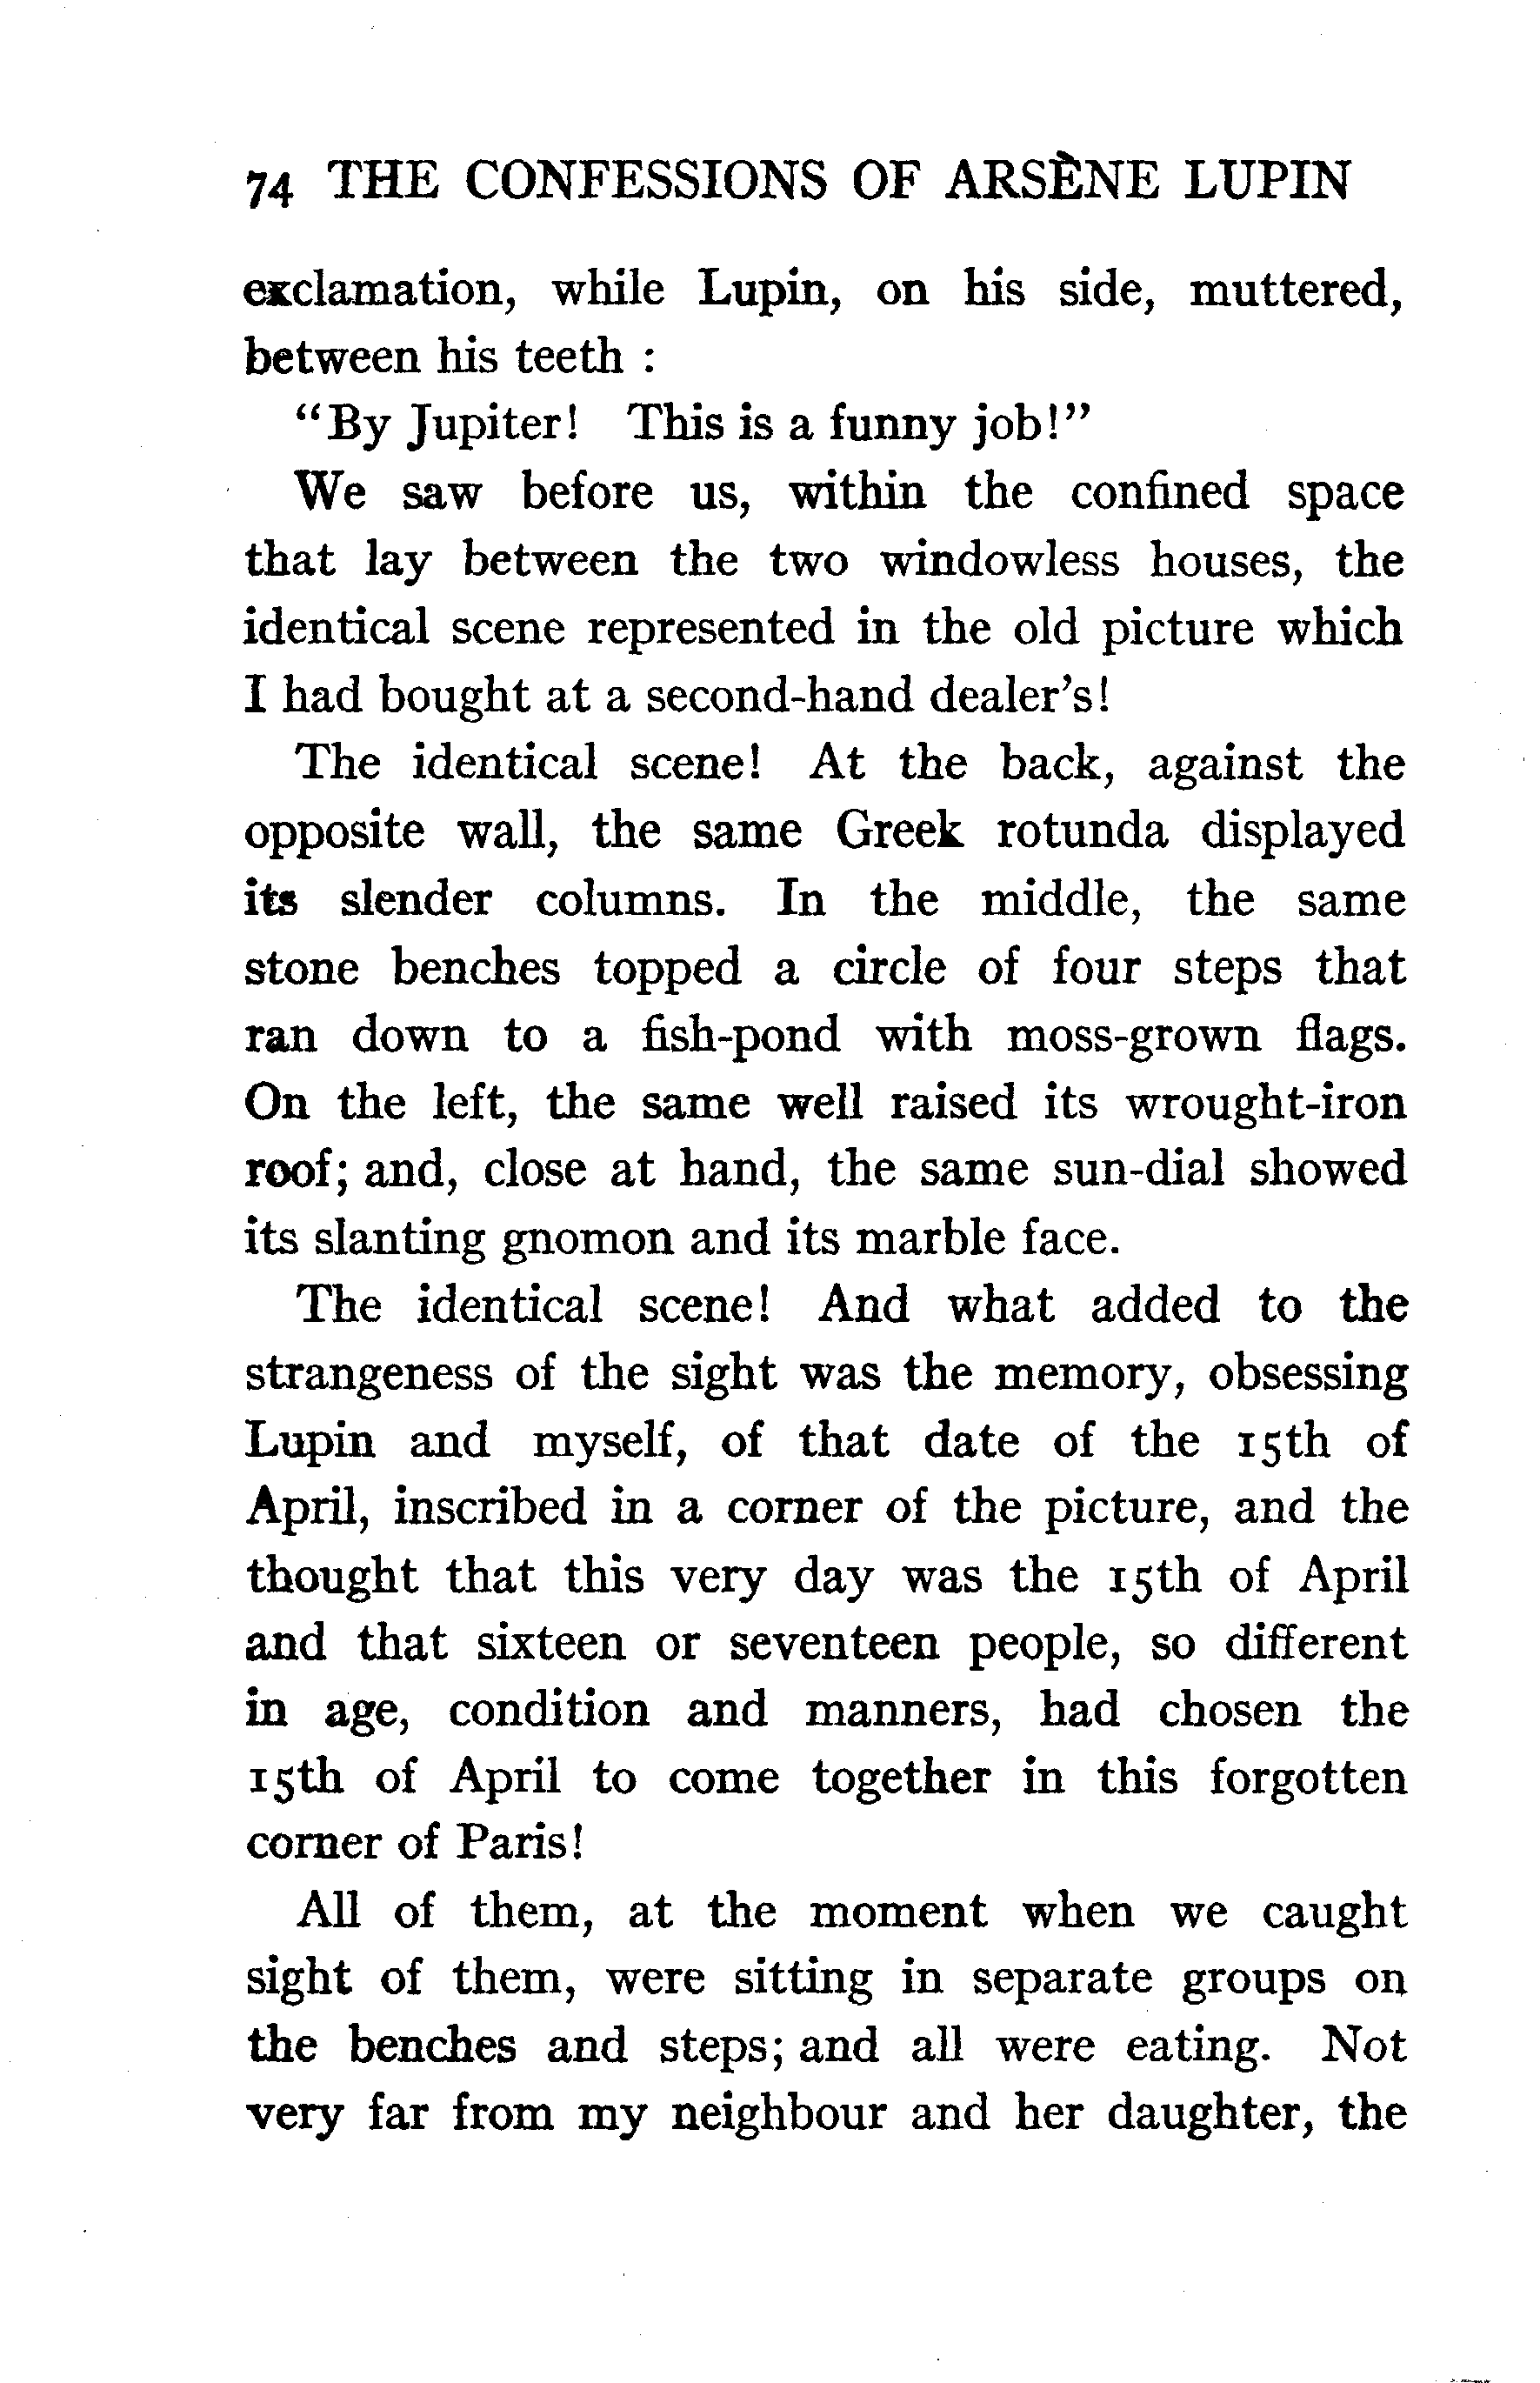 74 THE CONFESSIONS OF ARSÈNE LUPIN
exclamation, while Lupin, on his side, muttered,
between his teeth :
"By Jupiter! This is a funny job!"
We saw before us, within the confined space
that lay between the two windowless houses, the
identical scene represented in the old picture which
I had bought at a second-hand dealer's!
The identical scene! At the back, against the
opposite wall, the same Greek rotunda displayed
its slender columns. In the middle, the same
stone benches topped a circle of four steps that
ran down to a fish-pond with moss-grown flags.
On the left, the same well raised its wrought-iron
roof; and, close at hand, the same sun-dial showed
its slanting gnomon and its marble face.
The identical scene! And what added to the
strangeness of the sight was the memory, obsessing
Lupin and myself, of that date of the 15th of
April, inscribed in a corner of the picture, and the
thought that this very day was the 15th of April
and that sixteen or seventeen people, so different
in age, condition and manners, had chosen the
15th of April to come together in this forgotten
corner of Paris!
All of them, at the moment when we caught
sight of them, were sitting in separate groups on
the benches and steps; and all were eating. Not
very far from my neighbour and her daughter, the